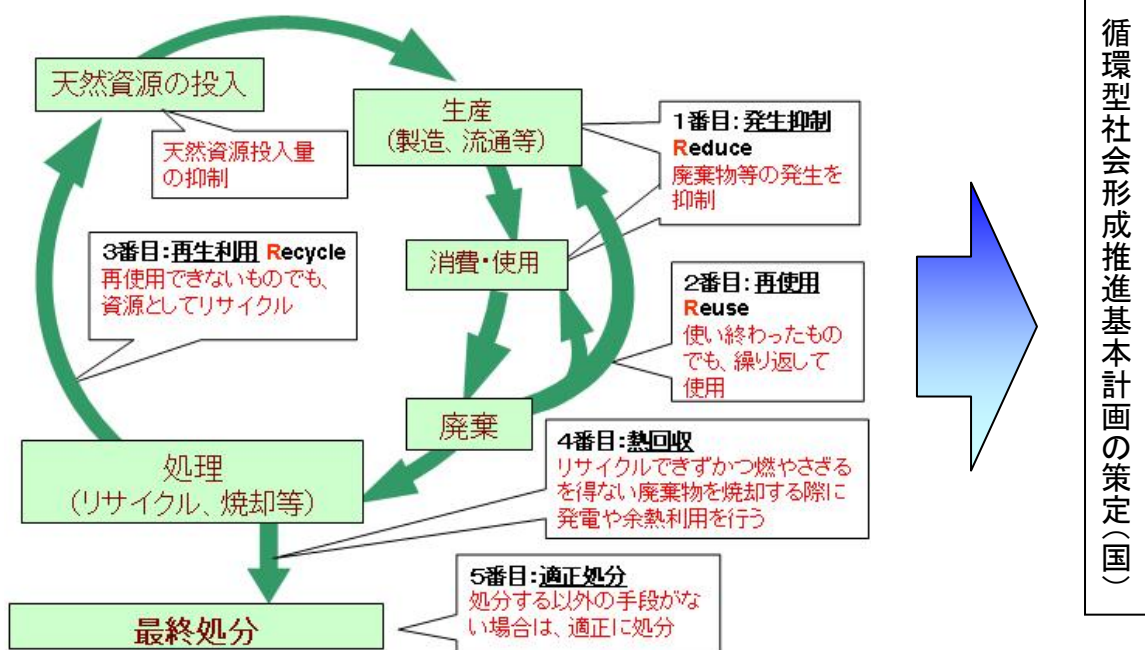 天然資源の投入
天然資源投入量
の抑制
生産
(製造、流通等)
1番目:発生抑制
Reduce
廃棄物等の発生を
抑制
消費・使用
3番目:再生利用 Recycle
再使用できないものでも、
資源としてリサイクル
2番目:再使用
Reuse
使い終わったもの
でも、繰り返して
使用
廃棄
処理
(リサイクル、焼却等)
4番目:熱回収
リサイクルできずかつ燃やさざる
を得ない廃棄物を焼却する際に
発電や余熱利用を行う
5番目:適正処分
処分する以外の手段がな
い場合は、適正に処分
最終処分
循環型社会形成推進基本計画の策定(国)